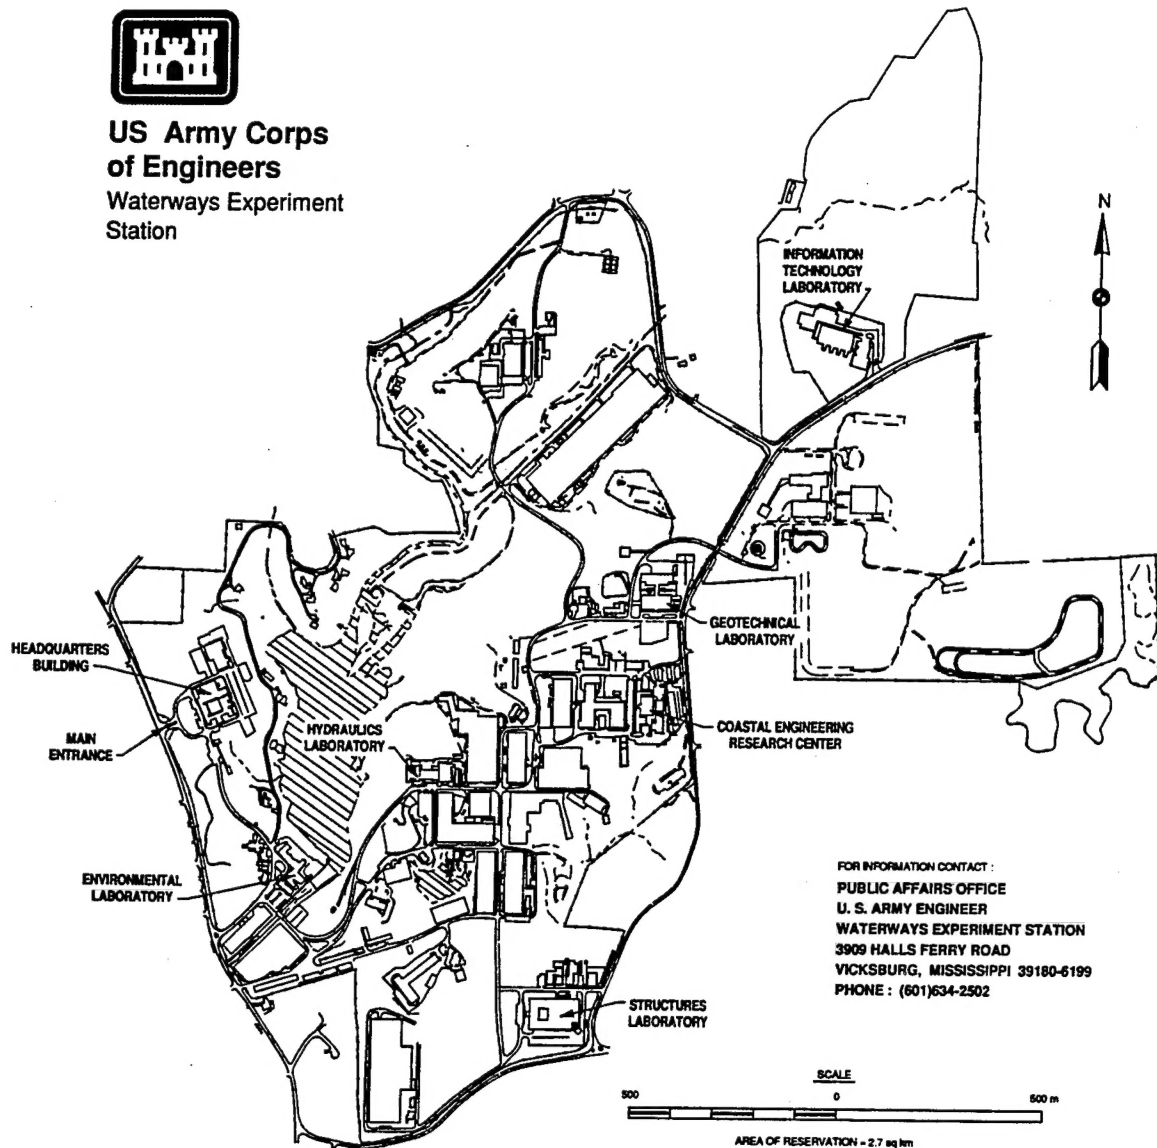 US Army Corps
of Engineers
Waterways Experiment
Station
N
INFORMATION
TECHNOLOGY
LABORATORY
GEOTECHNICAL
LABORATORY
HEADQUARTERS
BUILDING
MAIN
ENTRANCE
HYDRAULICS
LABORATORY
COASTAL ENGINEERING
RESEARCH CENTER
ENVIRONMENTAL
LABORATORY
STRUCTURES
LABORATORY
FOR INFORMATION CONTACT :
PUBLIC AFFAIRS OFFICE
U. S. ARMY ENGINEER
WATERWAYS EXPERIMENT STATION
3909 HALLS FERRY ROAD
VICKSBURG, MISSISSIPPI 39180-6199
PHONE : (601)634-2502
SCALE
500 0 500 m
AREA OF RESERVATION = 2.7 sq km